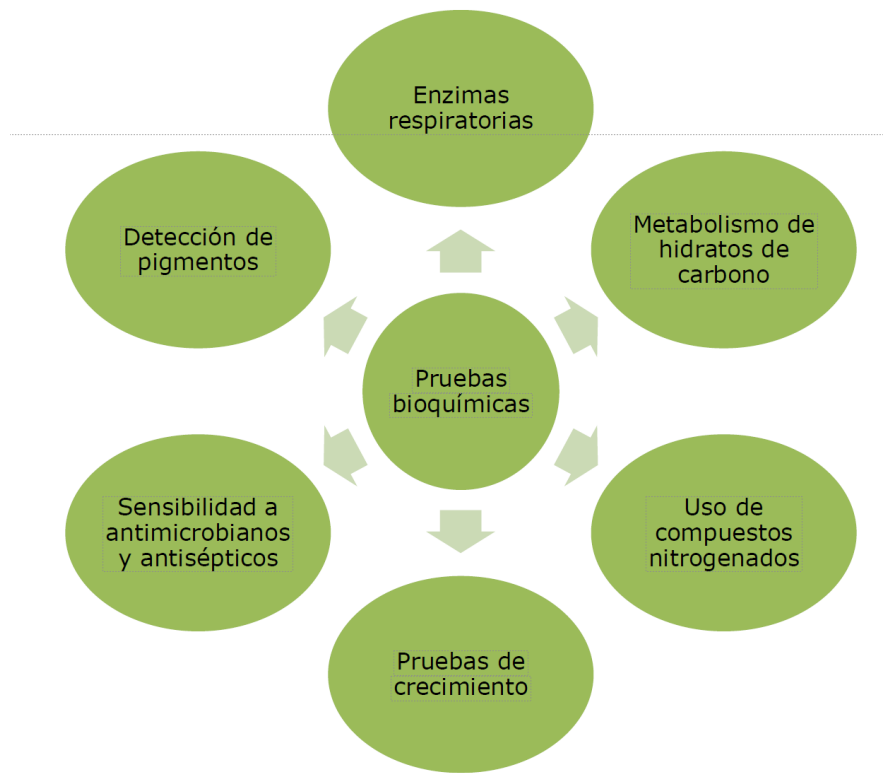 Enzimas
respiratorias
Detección de
pigmentos
Metabolismo de
hidratos de
carbono
Pruebas
bioquímicas
Sensibilidad a
antimicrobianos
y antisépticos
Uso de
compuestos
nitrogenados
Pruebas de
crecimiento